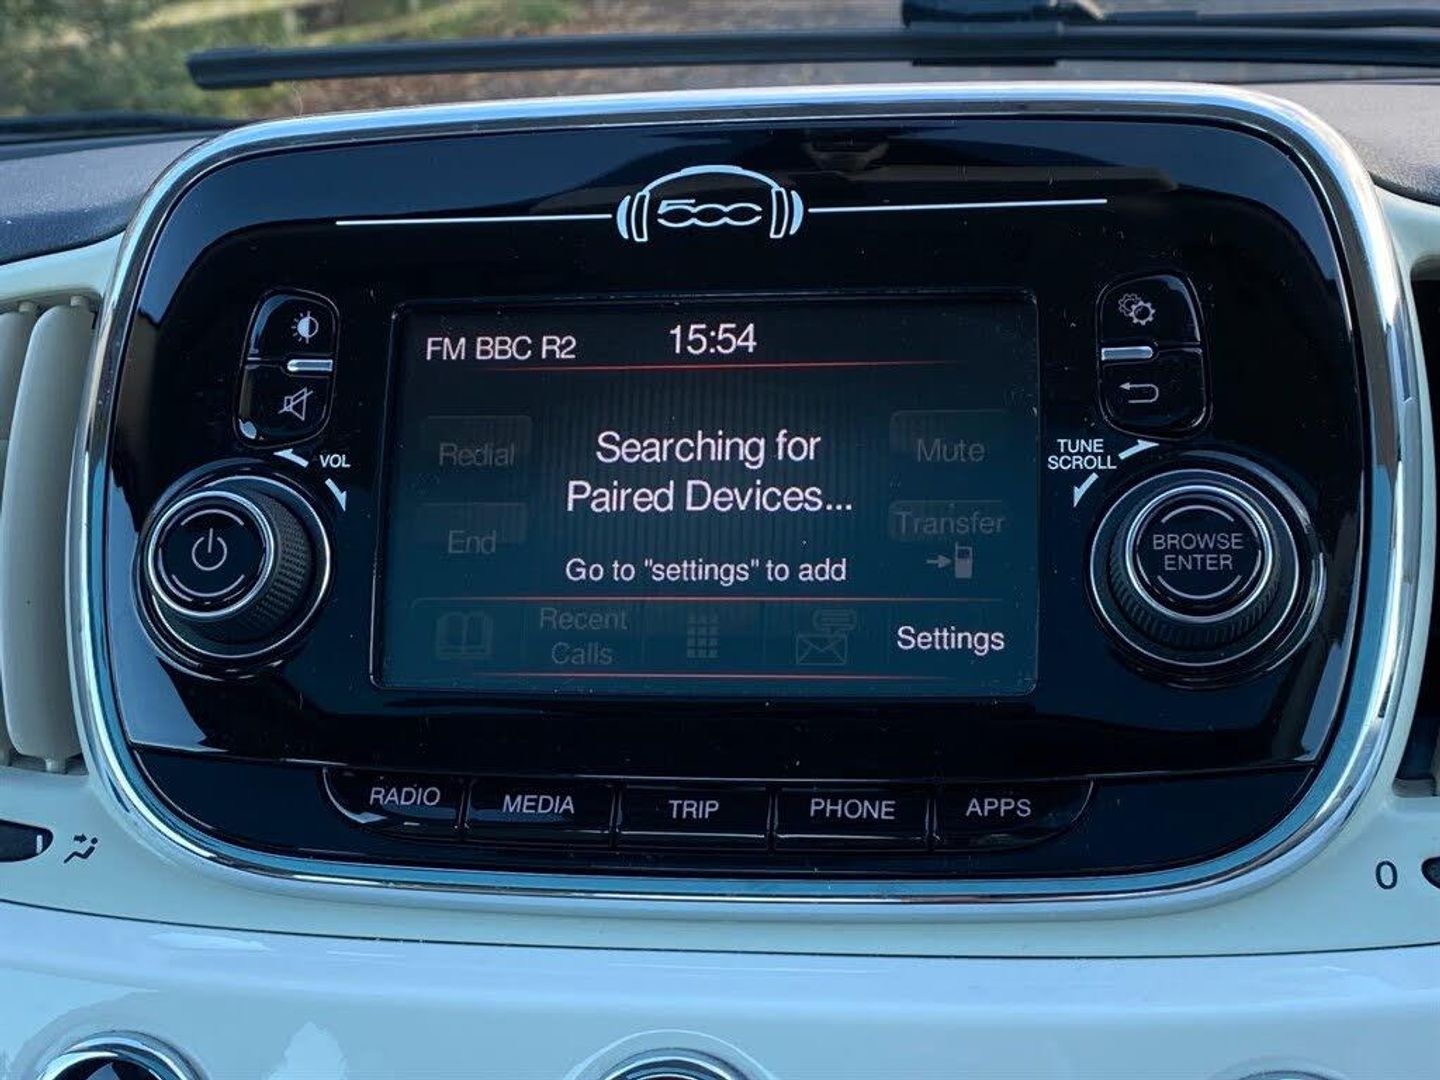 500
FM BBC R2
15:54
VOL
TUNE
SCROLL
Redial
Searching for
Paired Devices...
Mute
End
Transfer
Go to "settings" to add
BROWSE
ENTER
Recent
Calls
Settings
RADIO
MEDIA
TRIP
PHONE
APPS
0